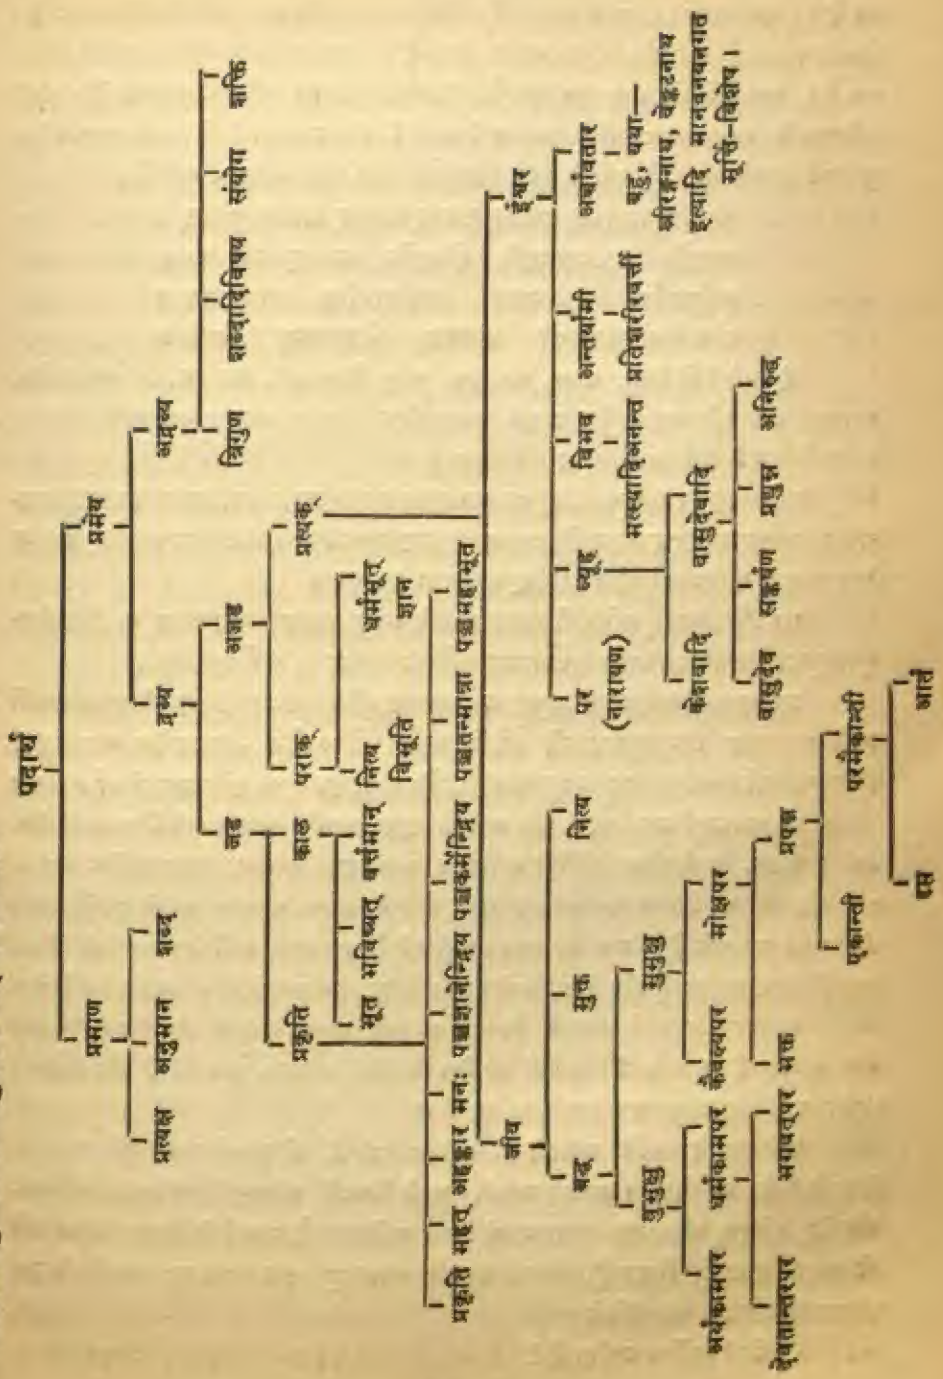 पदार्थ
प्रमाण प्रमेय
प्रत्यक्ष अनुमान शब्द
द्रव्य अद्रव्य
जड अजड
त्रिगुण शब्दादिविषय संयोग शक्ति
प्रकृति काल पराक् प्रत्यक्
भूत भविष्यत् वर्त्तमान् नित्य विभूति धर्मभूत् ज्ञान
प्रकृति महत् अहङ्कार मनः पञ्चज्ञानेन्द्रिय पञ्चकर्मेन्द्रिय पञ्चतन्मात्रा पञ्चमहाभूत
जीव ईश्वर
बद्ध मुक्त नित्य
पर व्यूह विभव अन्तर्यामी अर्चावतार
(नारायण)
मत्स्यादिअनन्त प्रतिशरीरवर्त्ती
बहु, यथा—
श्रीरङ्गनाथ, वेङ्कटनाथ
इत्यादि मानवनयनगत
मूर्त्ति-विशेष ।
बुभुक्षु मुमुक्षु
केशवादि वासुदेवादि
अर्थकामपर धर्मकामपर कैवल्यपर मोक्षपर
वासुदेव सङ्कर्षण प्रद्युम्न अनिरुद्ध
देवतान्तरपर भगवत्पर भक्त प्रपन्न
एकान्ती परमैकान्ती
दृप्त आर्त